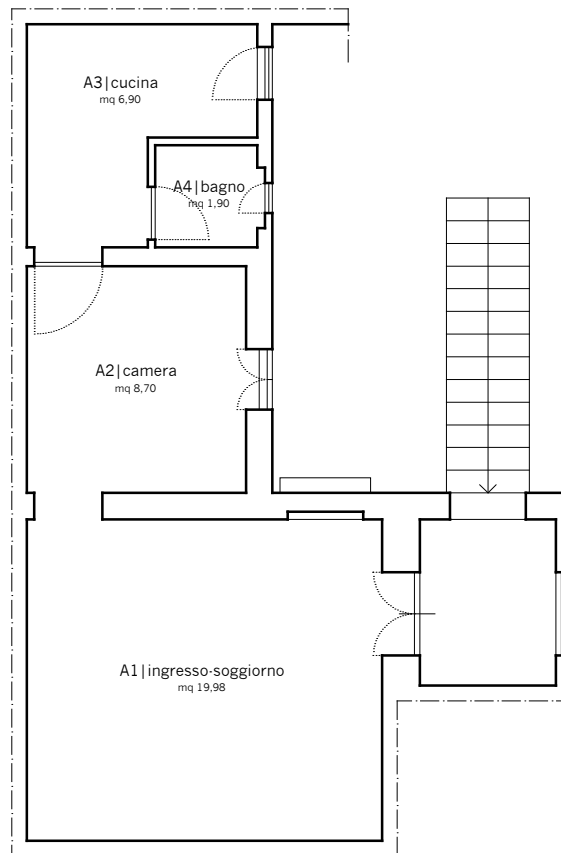 A3|cucina
mq 6,90
A4|bagno
mq 1,90
A2|camera
mq 8,70
A1|ingresso-soggiorno
mq 19,98